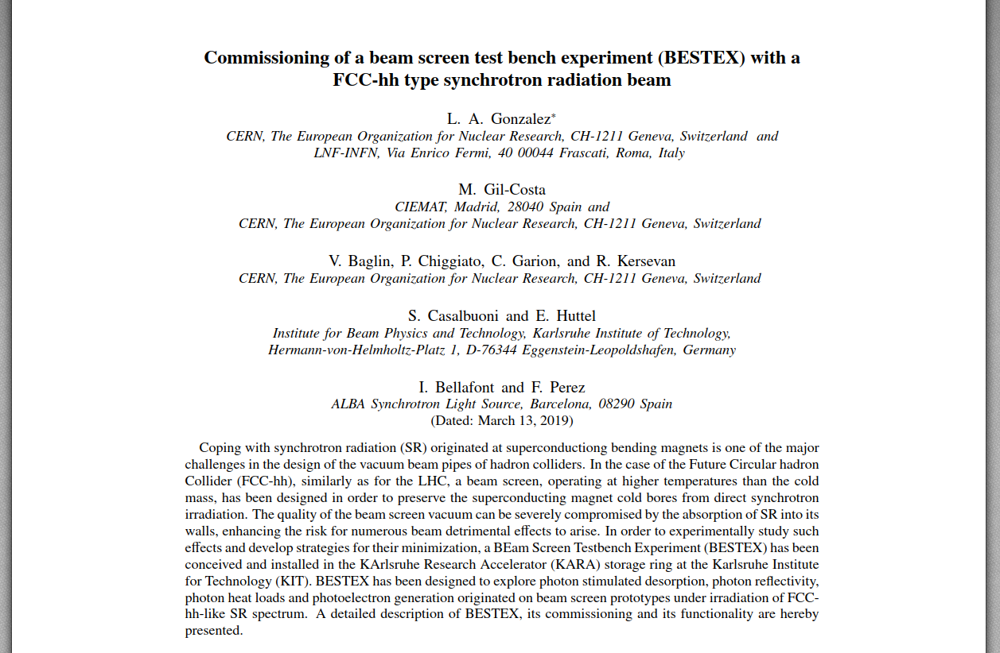 Commissioning of a beam screen test bench experiment (BESTEX) with a
FCC-hh type synchrotron radiation beam
L. A. Gonzalez*
CERN, The European Organization for Nuclear Research, CH-1211 Geneva, Switzerland and
LNF-INFN, Via Enrico Fermi, 40 00044 Frascati, Roma, Italy
M. Gil-Costa
CIEMAT, Madrid, 28040 Spain and
CERN, The European Organization for Nuclear Research, CH-1211 Geneva, Switzerland
V. Baglin, P. Chiggiato, C. Garion, and R. Kersevan
CERN, The European Organization for Nuclear Research, CH-1211 Geneva, Switzerland
S. Casalbuoni and E. Huttel
Institute for Beam Physics and Technology, Karlsruhe Institute of Technology,
Hermann-von-Helmholtz-Platz 1, D-76344 Eggenstein-Leopoldshafen, Germany
I. Bellafont and F. Perez
ALBA Synchrotron Light Source, Barcelona, 08290 Spain
(Dated: March 13, 2019)
Coping with synchrotron radiation (SR) originated at superconductiong bending magnets is one of the major
challenges in the design of the vacuum beam pipes of hadron colliders. In the case of the Future Circular hadron
Collider (FCC-hh), similarly as for the LHC, a beam screen, operating at higher temperatures than the cold
mass, has been designed in order to preserve the superconducting magnet cold bores from direct synchrotron
irradiation. The quality of the beam screen vacuum can be severely compromised by the absorption of SR into its
walls, enhancing the risk for numerous beam detrimental effects to arise. In order to experimentally study such
effects and develop strategies for their minimization, a BEam Screen Testbench Experiment (BESTEX) has been
conceived and installed in the KArlsruhe Research Accelerator (KARA) storage ring at the Karlsruhe Institute
for Technology (KIT). BESTEX has been designed to explore photon stimulated desorption, photon reflectivity,
photon heat loads and photoelectron generation originated on beam screen prototypes under irradiation of FCC-
hh-like SR spectrum. A detailed description of BESTEX, its commissioning and its functionality are hereby
presented.